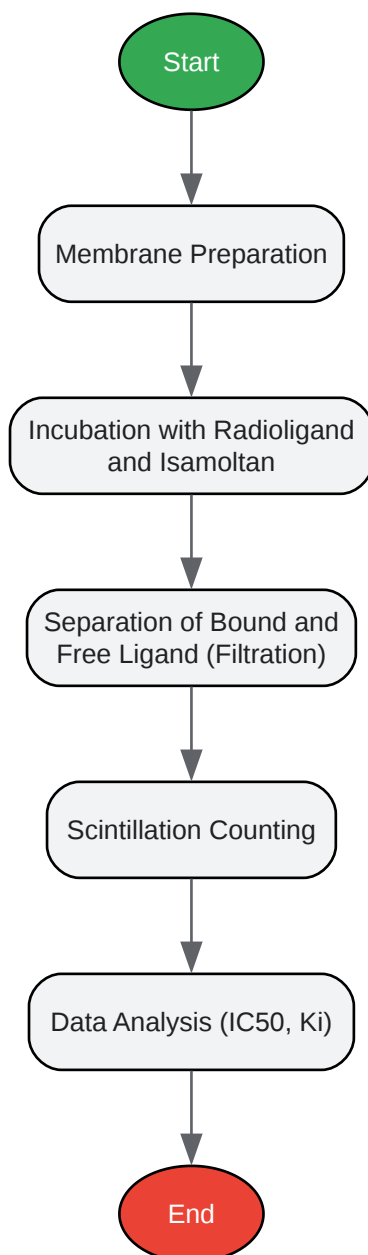 Start
Membrane Preparation
Incubation with Radioligand
and Isamoltan
Separation of Bound and
Free Ligand (Filtration)
Scintillation Counting
Data Analysis (IC50, Ki)
End